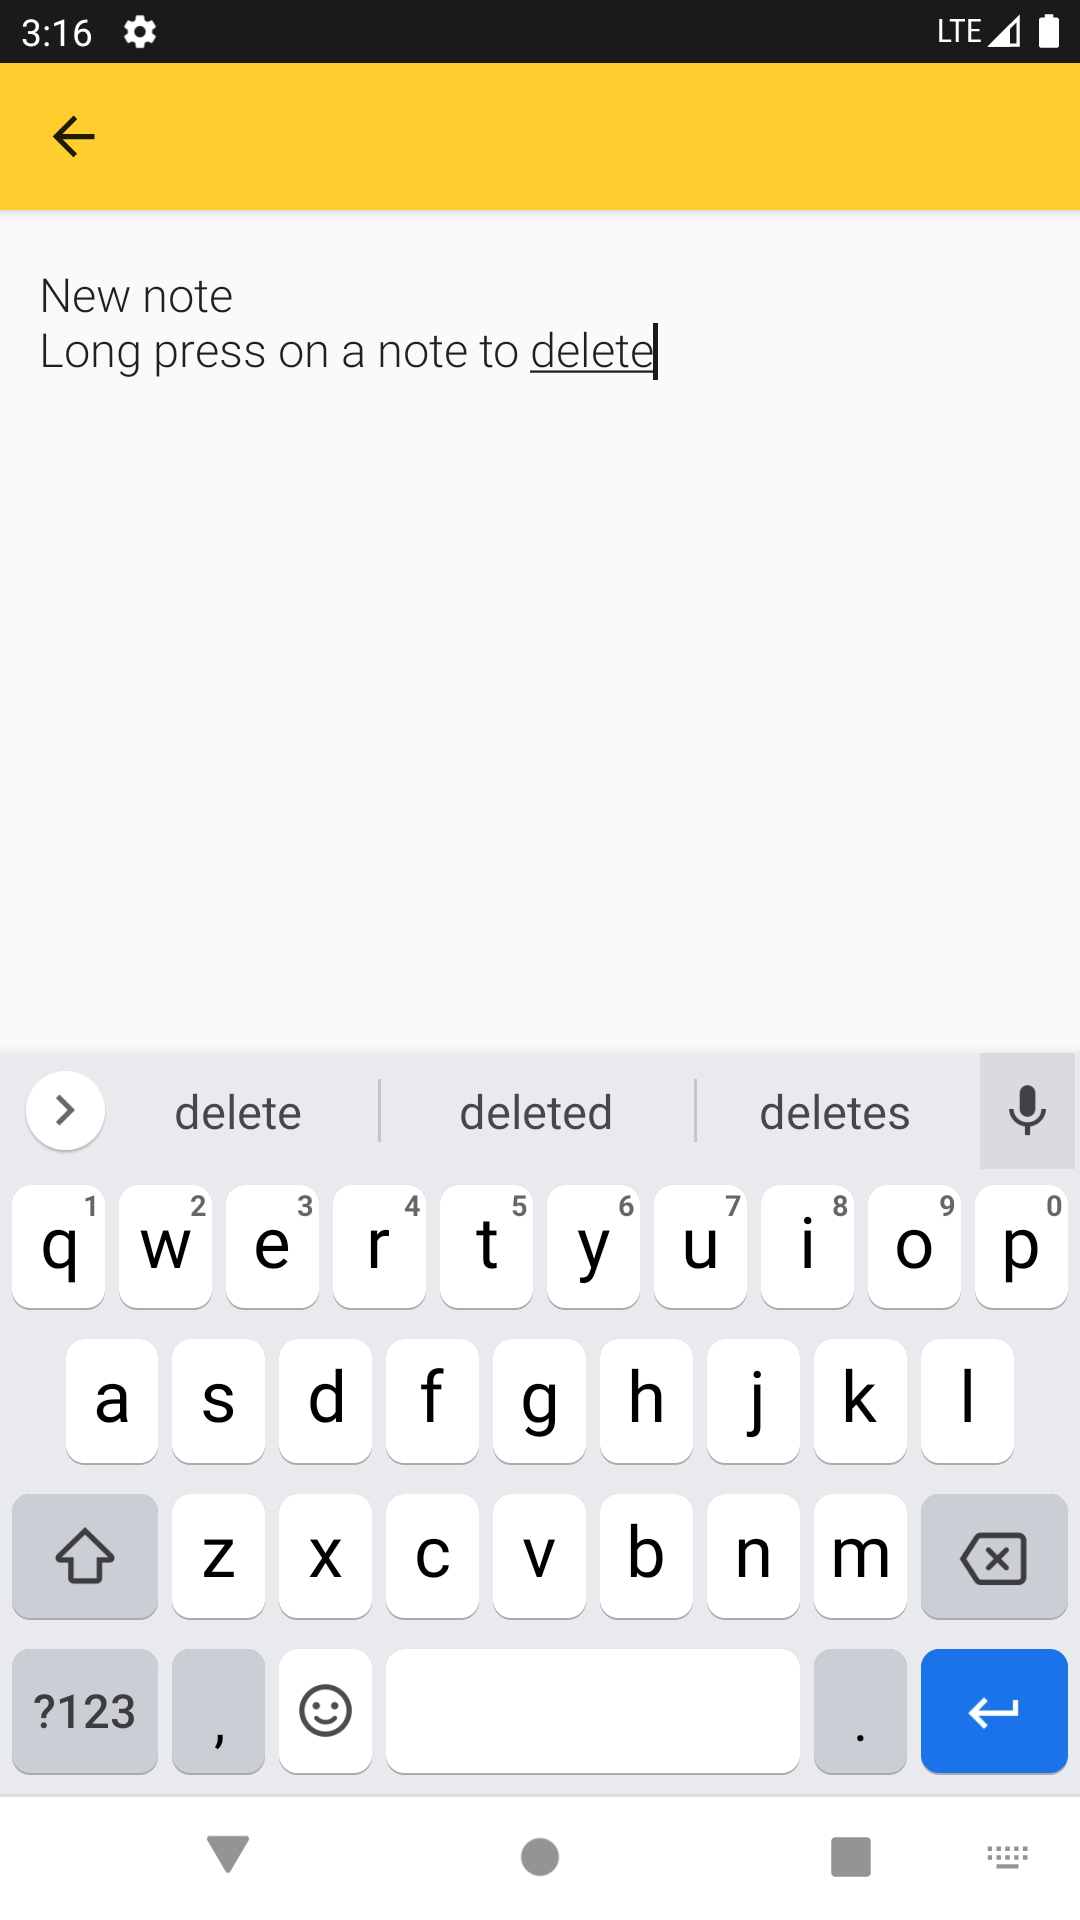 3:16 LTE
New note
Long press on a note to delete
delete deleted deletes
1 2 3 4 5 6 7 8 9 0
q w e r t y u i o p
a s d f g h j k l
z x c v b n m
?123 , .